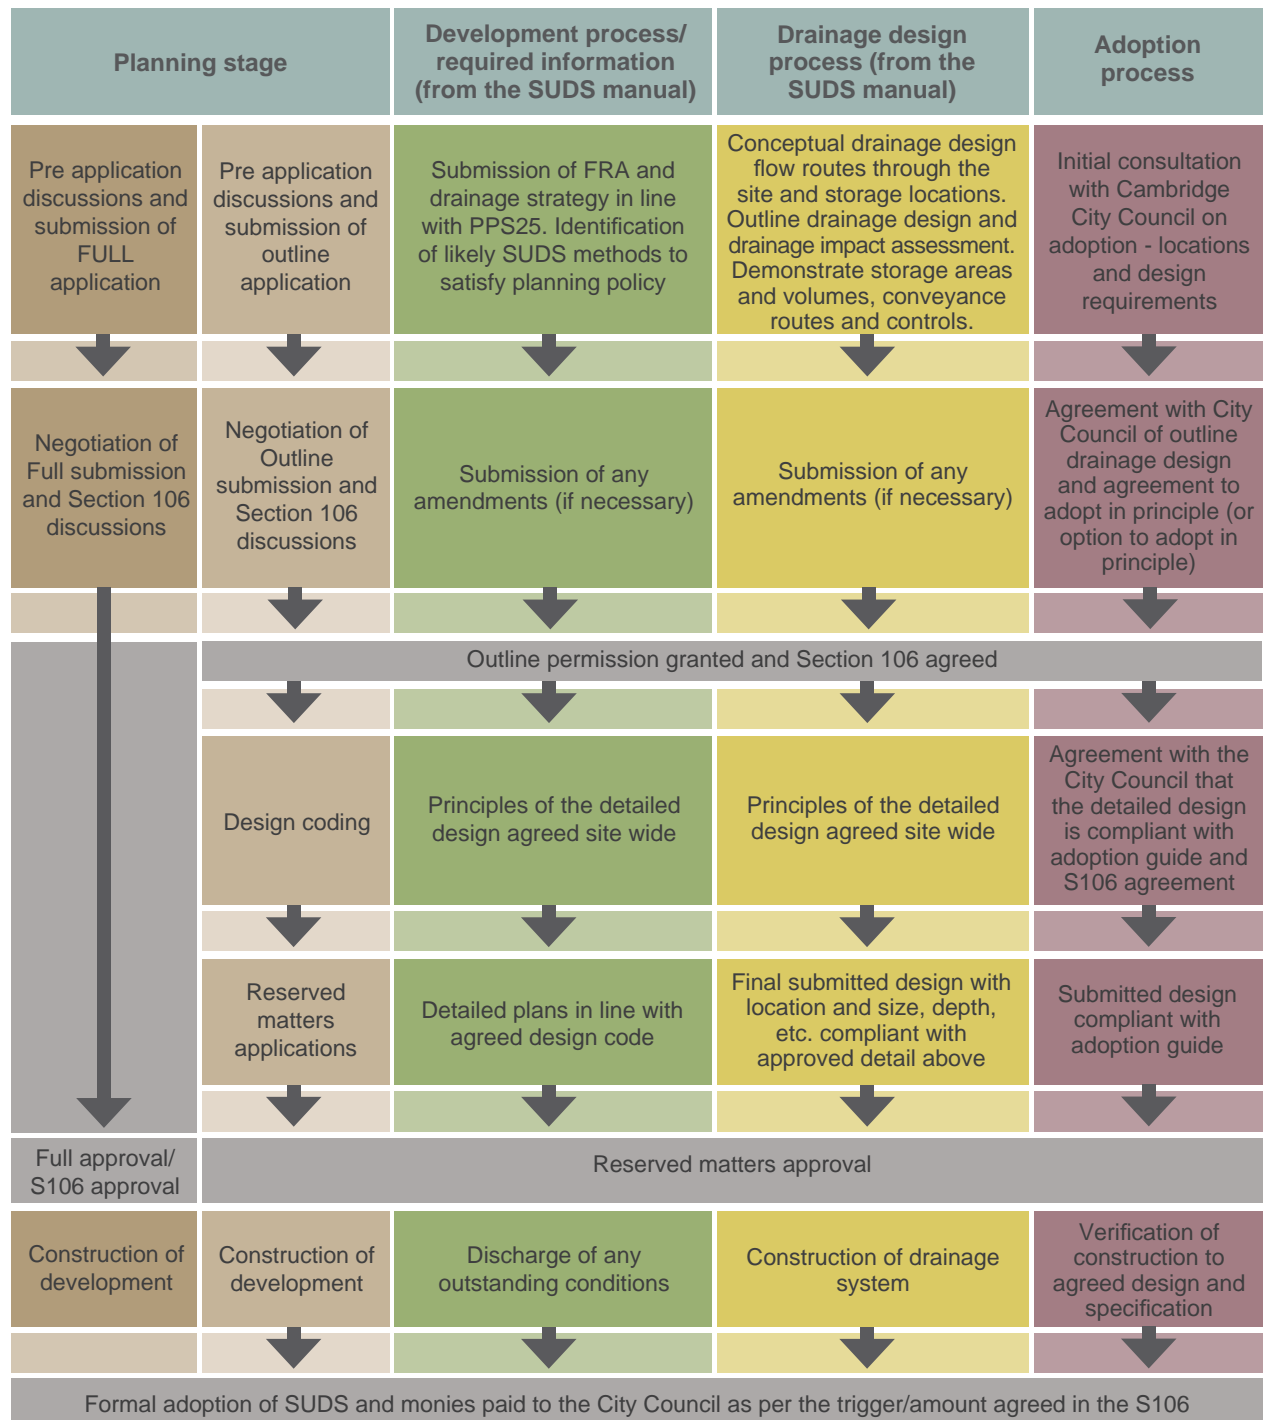 Planning stage
Development process/
required information
(from the SUDS manual)
Drainage design
process (from the
SUDS manual)
Adoption
process
Pre application
discussions and
submission of
FULL
application
Pre application
discussions and
submission of
outline
application
Submission of FRA and
drainage strategy in line
with PPS25. Identification
of likely SUDS methods to
satisfy planning policy
Conceptual drainage design
flow routes through the
site and storage locations.
Outline drainage design and
drainage impact assessment.
Demonstrate storage areas
and volumes, conveyance
routes and controls.
Initial consultation
with Cambridge
City Council on
adoption - locations
and design
requirements
Negotiation of
Full submission
and Section 106
discussions
Negotiation of
Outline
submission and
Section 106
discussions
Submission of any
amendments (if necessary)
Submission of any
amendments (if necessary)
Agreement with City
Council of outline
drainage design
and agreement to
adopt in principle (or
option to adopt in
principle)
Outline permission granted and Section 106 agreed
Design coding
Principles of the detailed
design agreed site wide
Principles of the detailed
design agreed site wide
Agreement with the
City Council that
the detailed design
is compliant with
adoption guide and
S106 agreement
Reserved
matters
applications
Detailed plans in line with
agreed design code
Final submitted design with
location and size, depth,
etc. compliant with
approved detail above
Submitted design
compliant with
adoption guide
Full approval/
S106 approval
Reserved matters approval
Construction of
development
Construction of
development
Discharge of any
outstanding conditions
Construction of drainage
system
Verification of
construction to
agreed design and
specification
Formal adoption of SUDS and monies paid to the City Council as per the trigger/amount agreed in the S106